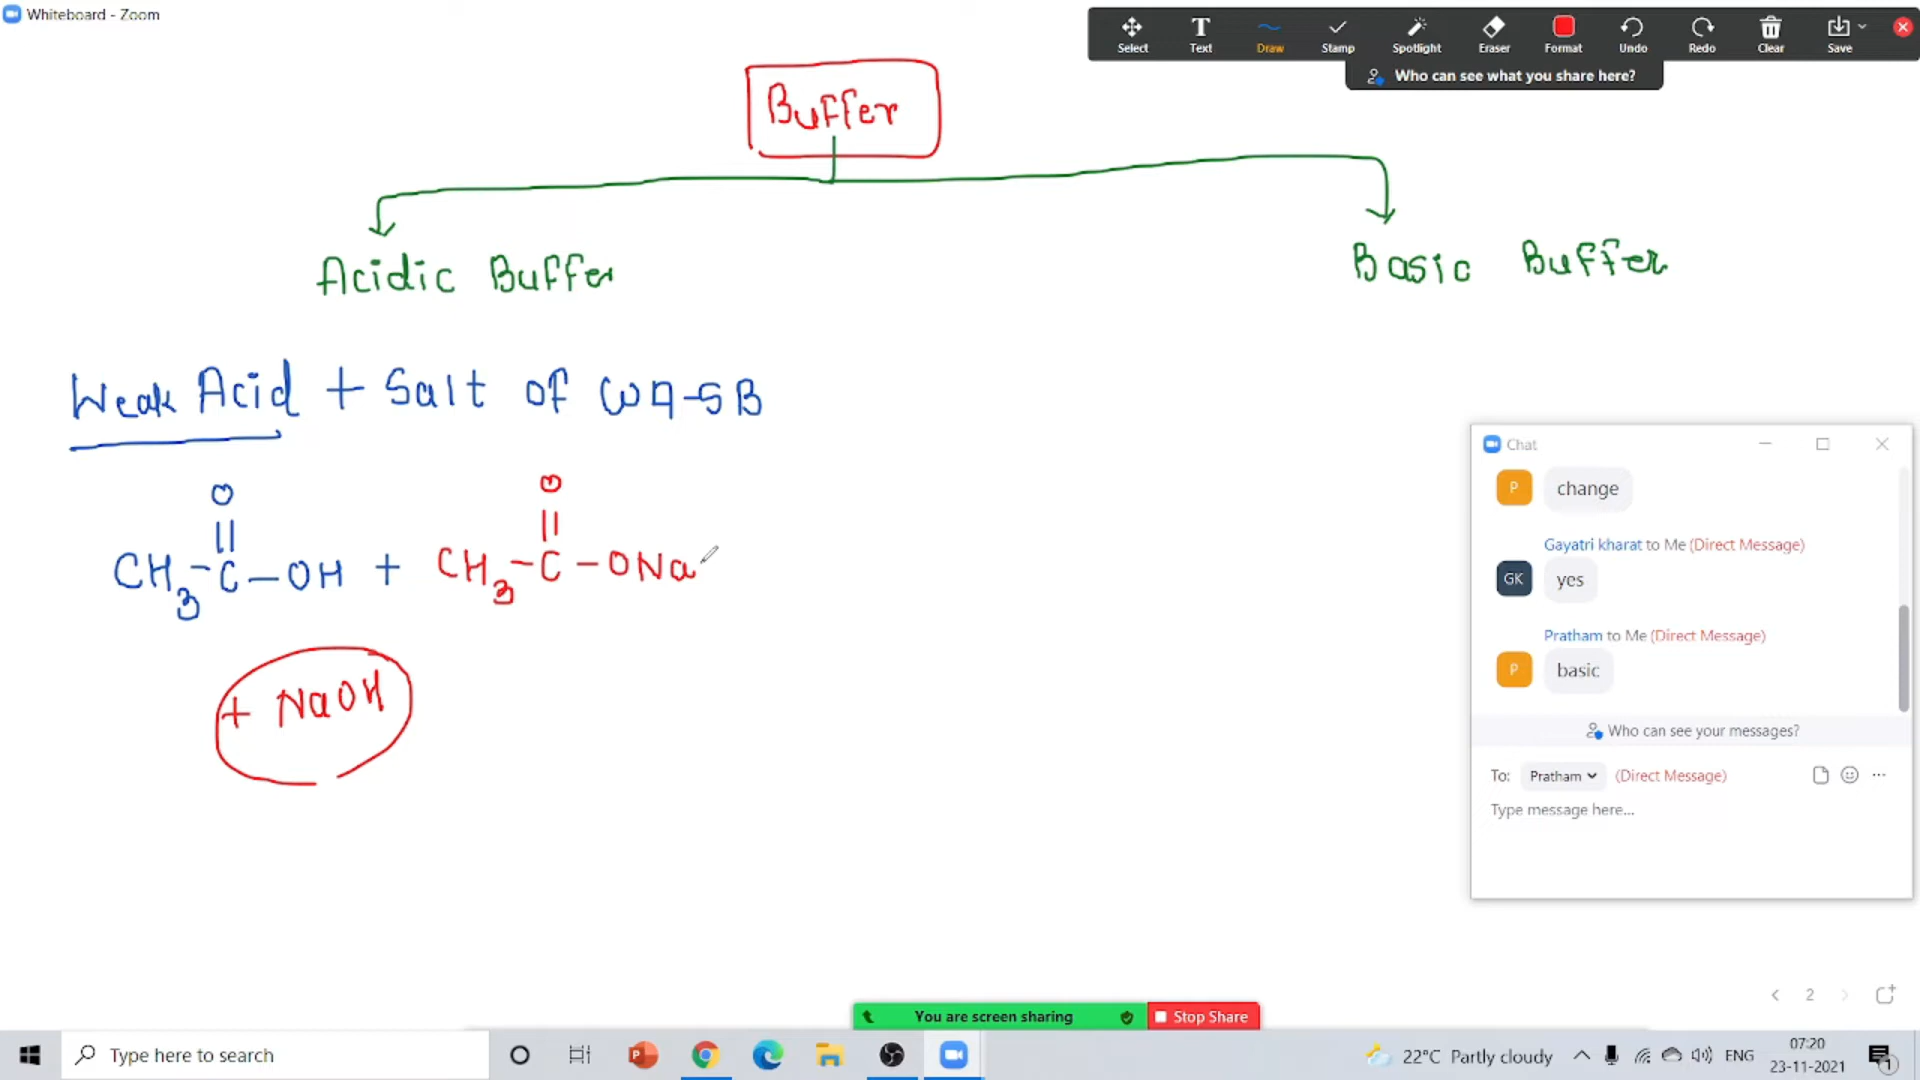 Whiteboard - Zoom
Select
Text
Draw
Stamp
Spotlight
Eraser
Format
Undo
Redo
Clear
Save
Who can see what you share here?
Buffer
Acidic Buffer
Basic Buffer
Weak Acid + Salt of WA-SB
O
||
CH3-C-OH + 
O
||
CH3-C-ONa
+ NaOH
Chat
P
change
Gayatri kharat to Me (Direct Message)
GK
yes
Pratham to Me (Direct Message)
P
basic
Who can see your messages?
To: Pratham (Direct Message)
Type message here...
2
You are screen sharing
Stop Share
Type here to search
22°C Partly cloudy
ENG
07:20
23-11-2021
1